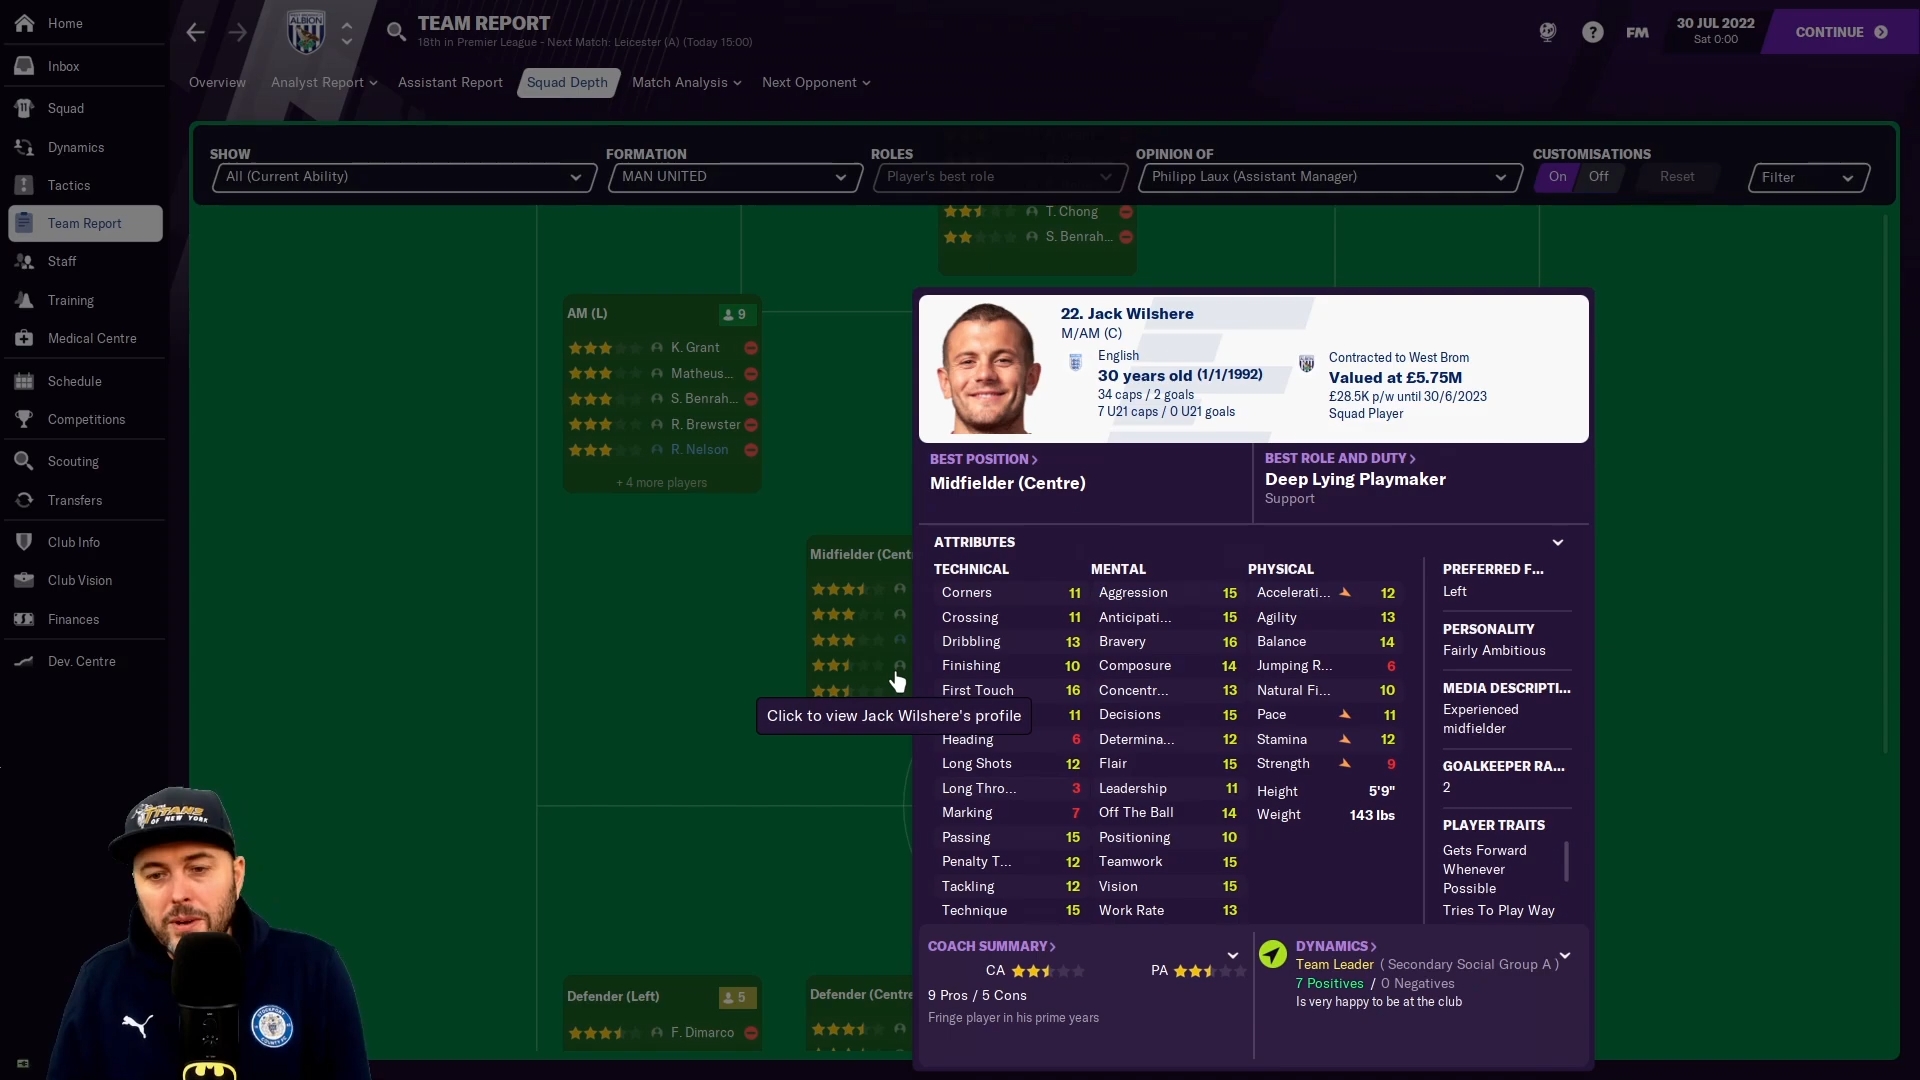 Home
Inbox
Squad
Dynamics
Tactics
Team Report
Staff
Training
Medical Centre
Schedule
Competitions
Scouting
Transfers
Club Info
Club Vision
Finances
Dev. Centre
ALBION
TEAM REPORT
18th in Premier League - Next Match: Leicester (A) (Today 15:00)
FM
30 JUL 2022
Sat 0:00
CONTINUE
Overview
Analyst Report
Assistant Report
Squad Depth
Match Analysis
Next Opponent
SHOW
All (Current Ability)
FORMATION
MAN UNITED
ROLES
Player's best role
OPINION OF
Philipp Laux (Assistant Manager)
CUSTOMISATIONS
On Off
Reset
Filter
T. Chong
S. Benrah...
AM (L) 9
K. Grant
Matheus...
S. Benrah...
R. Brewster
R. Nelson
+ 4 more players
Midfielder (Cent
Defender (Left) 5
F. Dimarco
Defender (Centre
Click to view Jack Wilshere's profile
22. Jack Wilshere
M/AM (C)
English
30 years old (1/1/1992)
34 caps / 2 goals
7 U21 caps / 0 U21 goals
Contracted to West Brom
Valued at £5.75M
£28.5K p/w until 30/6/2023
Squad Player
BEST POSITION >
Midfielder (Centre)
BEST ROLE AND DUTY >
Deep Lying Playmaker
Support
ATTRIBUTES
TECHNICAL
Corners 11
Crossing 11
Dribbling 13
Finishing 10
First Touch 16
11
Heading 6
Long Shots 12
Long Thro... 3
Marking 7
Passing 15
Penalty T... 12
Tackling 12
Technique 15
MENTAL
Aggression 15
Anticipati... 15
Bravery 16
Composure 14
Concentr... 13
Decisions 15
Determina... 12
Flair 15
Leadership 11
Off The Ball 14
Positioning 10
Teamwork 15
Vision 15
Work Rate 13
PHYSICAL
Accelerati... 12
Agility 13
Balance 14
Jumping R... 6
Natural Fi... 10
Pace 11
Stamina 12
Strength 9
Height 5'9"
Weight 143 lbs
PREFERRED F...
Left
PERSONALITY
Fairly Ambitious
MEDIA DESCRIPTI...
Experienced
midfielder
GOALKEEPER RA...
2
PLAYER TRAITS
Gets Forward
Whenever
Possible
Tries To Play Way
COACH SUMMARY >
CA
PA
9 Pros / 5 Cons
Fringe player in his prime years
DYNAMICS >
Team Leader ( Secondary Social Group A )
7 Positives / 0 Negatives
Is very happy to be at the club
TITANS
OF NEW YORK